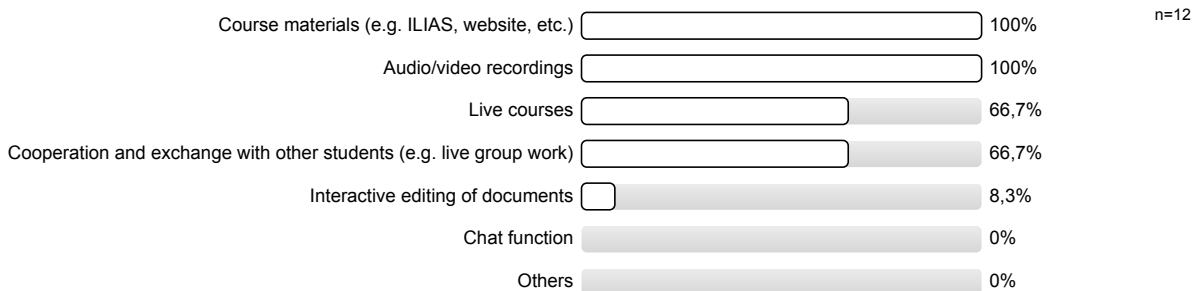 Course materials (e.g. ILIAS, website, etc.) 100% n=12
Audio/video recordings 100%
Live courses 66,7%
Cooperation and exchange with other students (e.g. live group work) 66,7%
Interactive editing of documents 8,3%
Chat function 0%
Others 0%